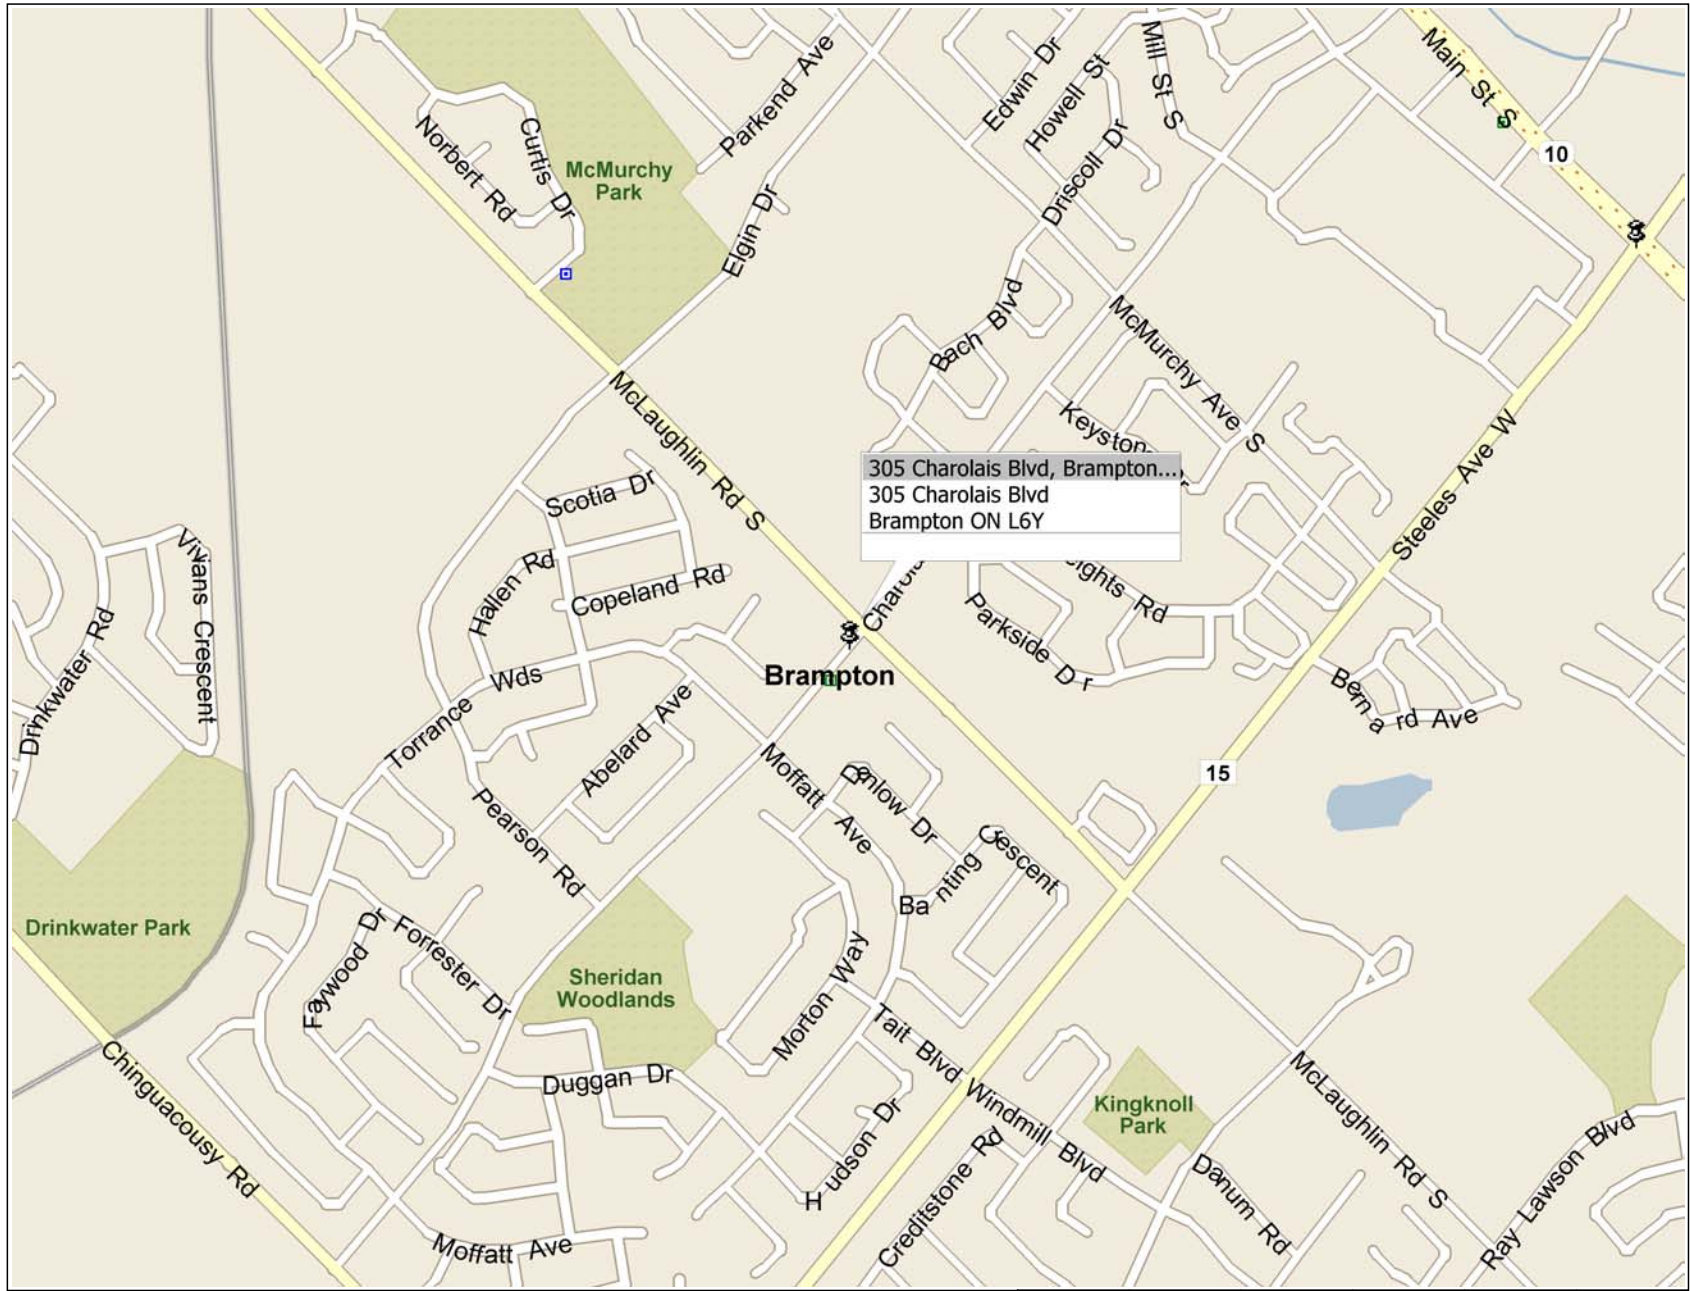 Main St S
10
Mill St S
Edwin Dr
Howell St
Parkend Ave
Driscoll Dr
Norbert Rd
Curtis Dr
McMurchy
Park
Elgin Dr
Bach Blvd
McMurchy Ave S
McLaughlin Rd S
Steeles Ave W
305 Charolais Blvd, Brampton...
305 Charolais Blvd
Brampton ON L6Y
Scotia Dr
Hallen Rd
Copeland Rd
Rd
Parkside Dr
Vivians Crescent
Drinkwater Rd
Torrance Wds
Brampton
Bernard Ave
Abelard Ave
15
Moffatt Ave
Denlow Dr
Pearson Rd
Banting Crescent
Drinkwater Park
Faywood Dr
Forrester Dr
Sheridan
Woodlands
Morton Way
Tait Blvd
Windmill Blvd
Duggan Dr
Chinguacousy Rd
Hudson Dr
Creditstone Rd
Kingknoll
Park
McLaughlin Rd S
Danum Rd
Ray Lawson Blvd
Moffatt Ave